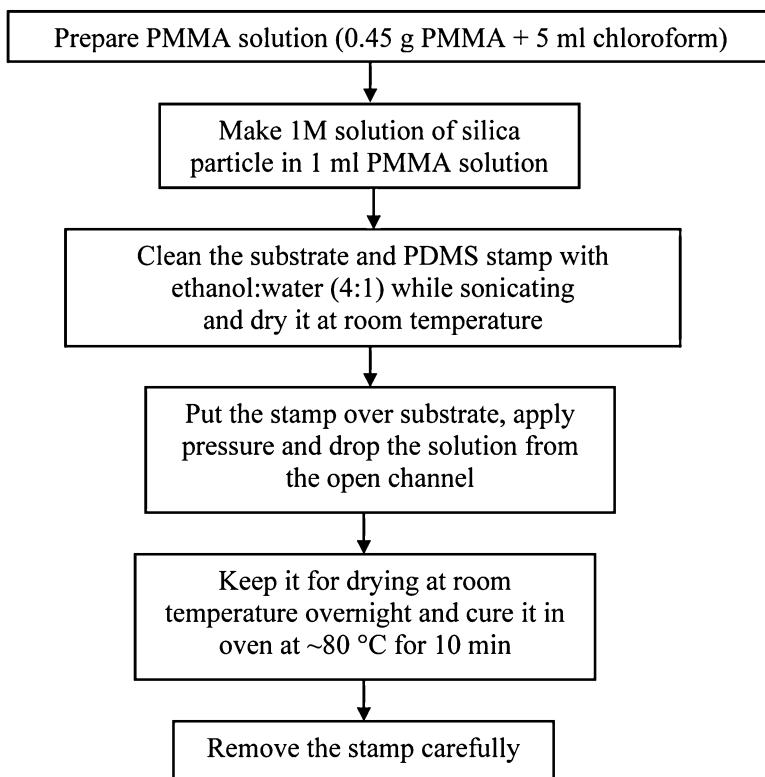 Prepare PMMA solution (0.45 g PMMA + 5 ml chloroform)
Make 1M solution of silica
particle in 1 ml PMMA solution
Clean the substrate and PDMS stamp with
ethanol:water (4:1) while sonicating
and dry it at room temperature
Put the stamp over substrate, apply
pressure and drop the solution from
the open channel
Keep it for drying at room
temperature overnight and cure it in
oven at ~80 °C for 10 min
Remove the stamp carefully